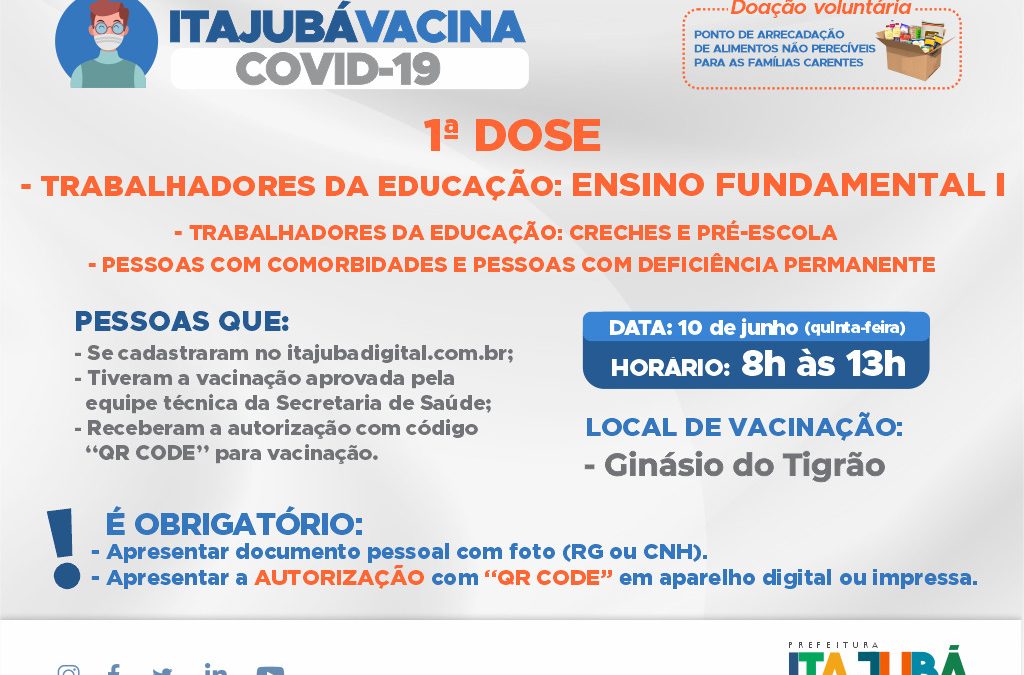 ITAJUBÁVACINA
COVID-19
Doação voluntária
PONTO DE ARRECADAÇÃO
DE ALIMENTOS NÃO PERECÍVEIS
PARA AS FAMÍLIAS CARENTES
1ª DOSE
- TRABALHADORES DA EDUCAÇÃO: ENSINO FUNDAMENTAL I
- TRABALHADORES DA EDUCAÇÃO: CRECHES E PRÉ-ESCOLA
- PESSOAS COM COMORBIDADES E PESSOAS COM DEFICIÊNCIA PERMANENTE
PESSOAS QUE:
- Se cadastraram no itajubadigital.com.br;
- Tiveram a vacinação aprovada pela
equipe técnica da Secretaria de Saúde;
- Receberam a autorização com código
“QR CODE” para vacinação.
DATA: 10 de junho (quinta-feira)
HORÁRIO: 8h às 13h
LOCAL DE VACINAÇÃO:
- Ginásio do Tigrão
É OBRIGATÓRIO:
- Apresentar documento pessoal com foto (RG ou CNH).
- Apresentar a AUTORIZAÇÃO com “QR CODE” em aparelho digital ou impressa.
PREFEITURA
ITAJUBÁ